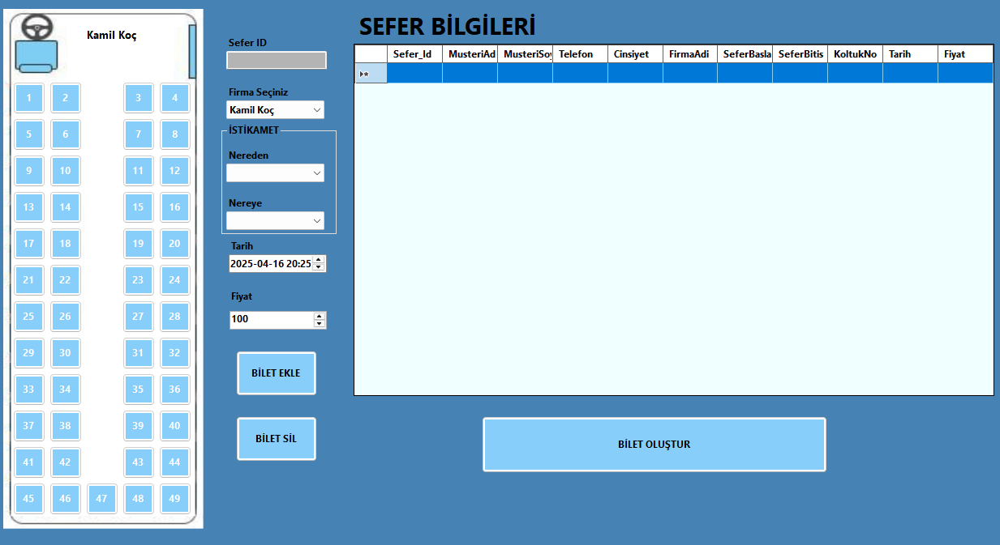 Kamil Koç
1 2 3 4
5 6 7 8
9 10 11 12
13 14 15 16
17 18 19 20
21 22 23 24
25 26 27 28
29 30 31 32
33 34 35 36
37 38 39 40
41 42 43 44
45 46 47 48 49
Sefer ID
Firma Seçiniz
Kamil Koç
İSTİKAMET
Nereden
Nereye
Tarih
2025-04-16 20:25
Fiyat
100
BİLET EKLE
BİLET SİL
SEFER BİLGİLERİ
Sefer_Id MusteriAd MusteriSoy Telefon Cinsiyet FirmaAdi SeferBasla SeferBitis KoltukNo Tarih Fiyat
BİLET OLUŞTUR